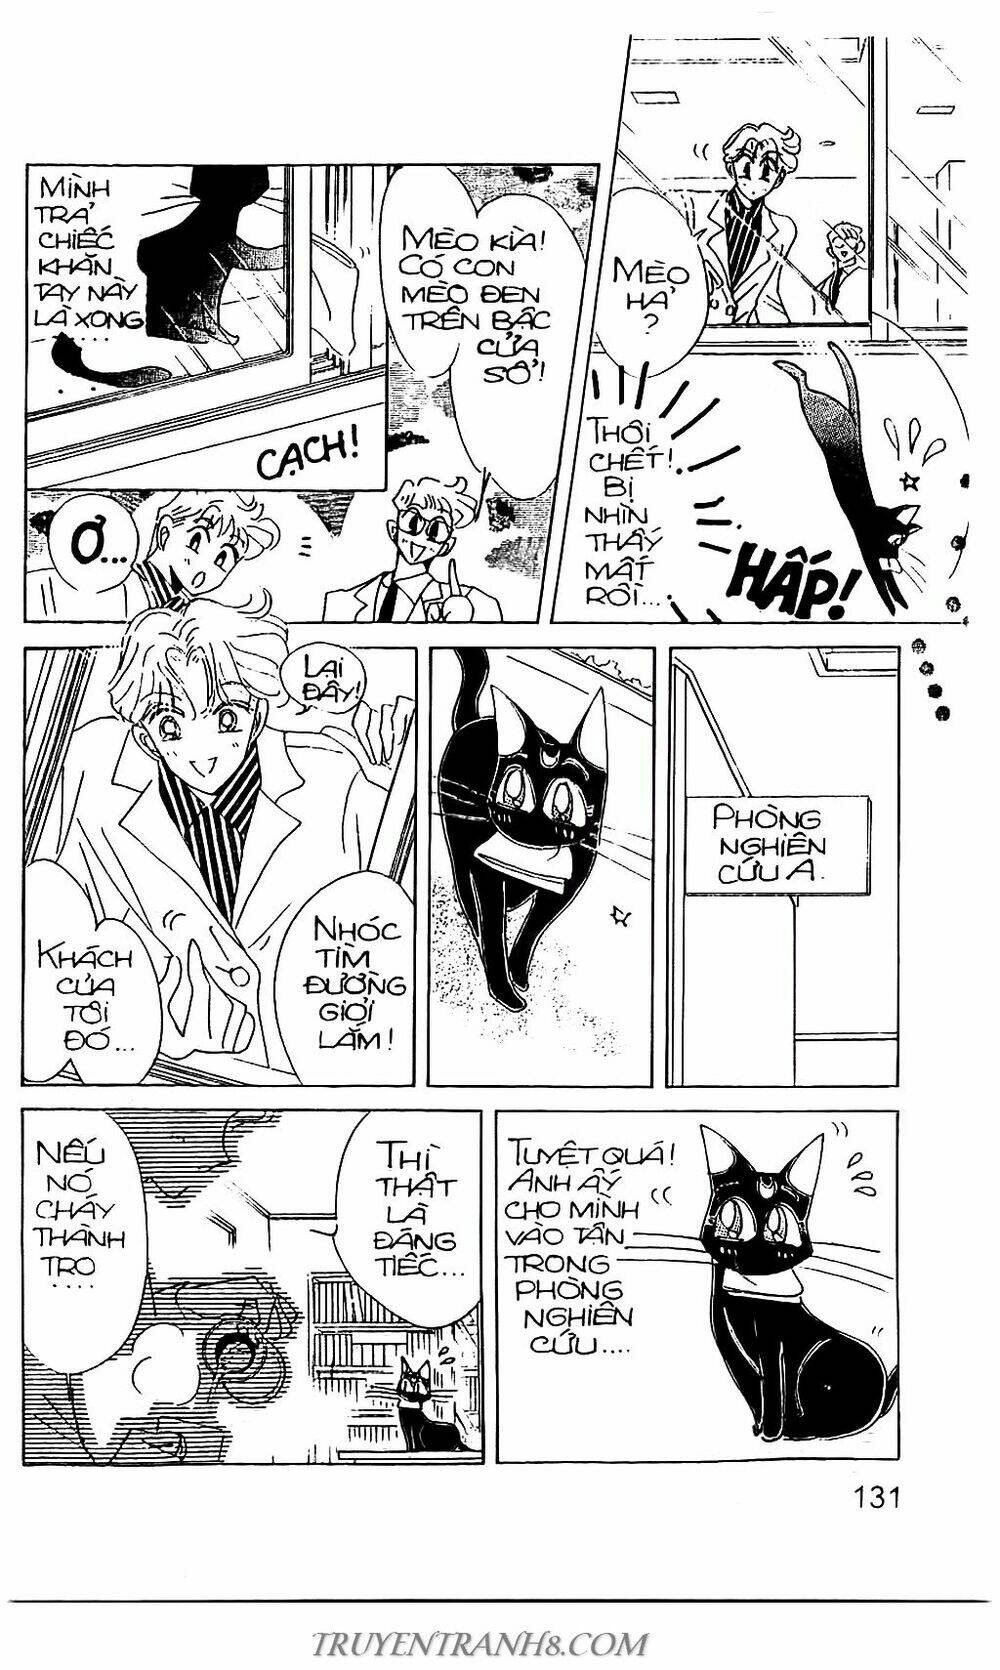 MÌNH
TRẢ
CHIẾC
KHĂN
TAY NÀY
LÀ XONG
.....
CẠCH!
MÈO KÌA!
CÓ CON
MÈO ĐEN
TRÊN BẬC
CỬA
SỔ!
MÈO
HẢ
?
THÔI
CHẾT!
BỊ
NHÌN
THẤY
MẤT
RỒI...
HẤP!
Ơ...
LẠI
ĐÂY!
KHÁCH
CỦA
TÔI
ĐÓ...
NHÓC
TÌM
ĐƯỜNG
GIỎI
LẮM!
PHÒNG
NGHIÊN
CỨU A.
NẾU
NÓ
CHÁY
THÀNH
TRO
.....
THÌ
THẬT
LÀ
ĐÁNG
TIẾC...
TUYỆT QUÁ!
ANH ẤY
CHO MÌNH
VÀO TẬN
TRONG
PHÒNG
NGHIÊN
CỨU....
131
TRUYENTRANH8.COM